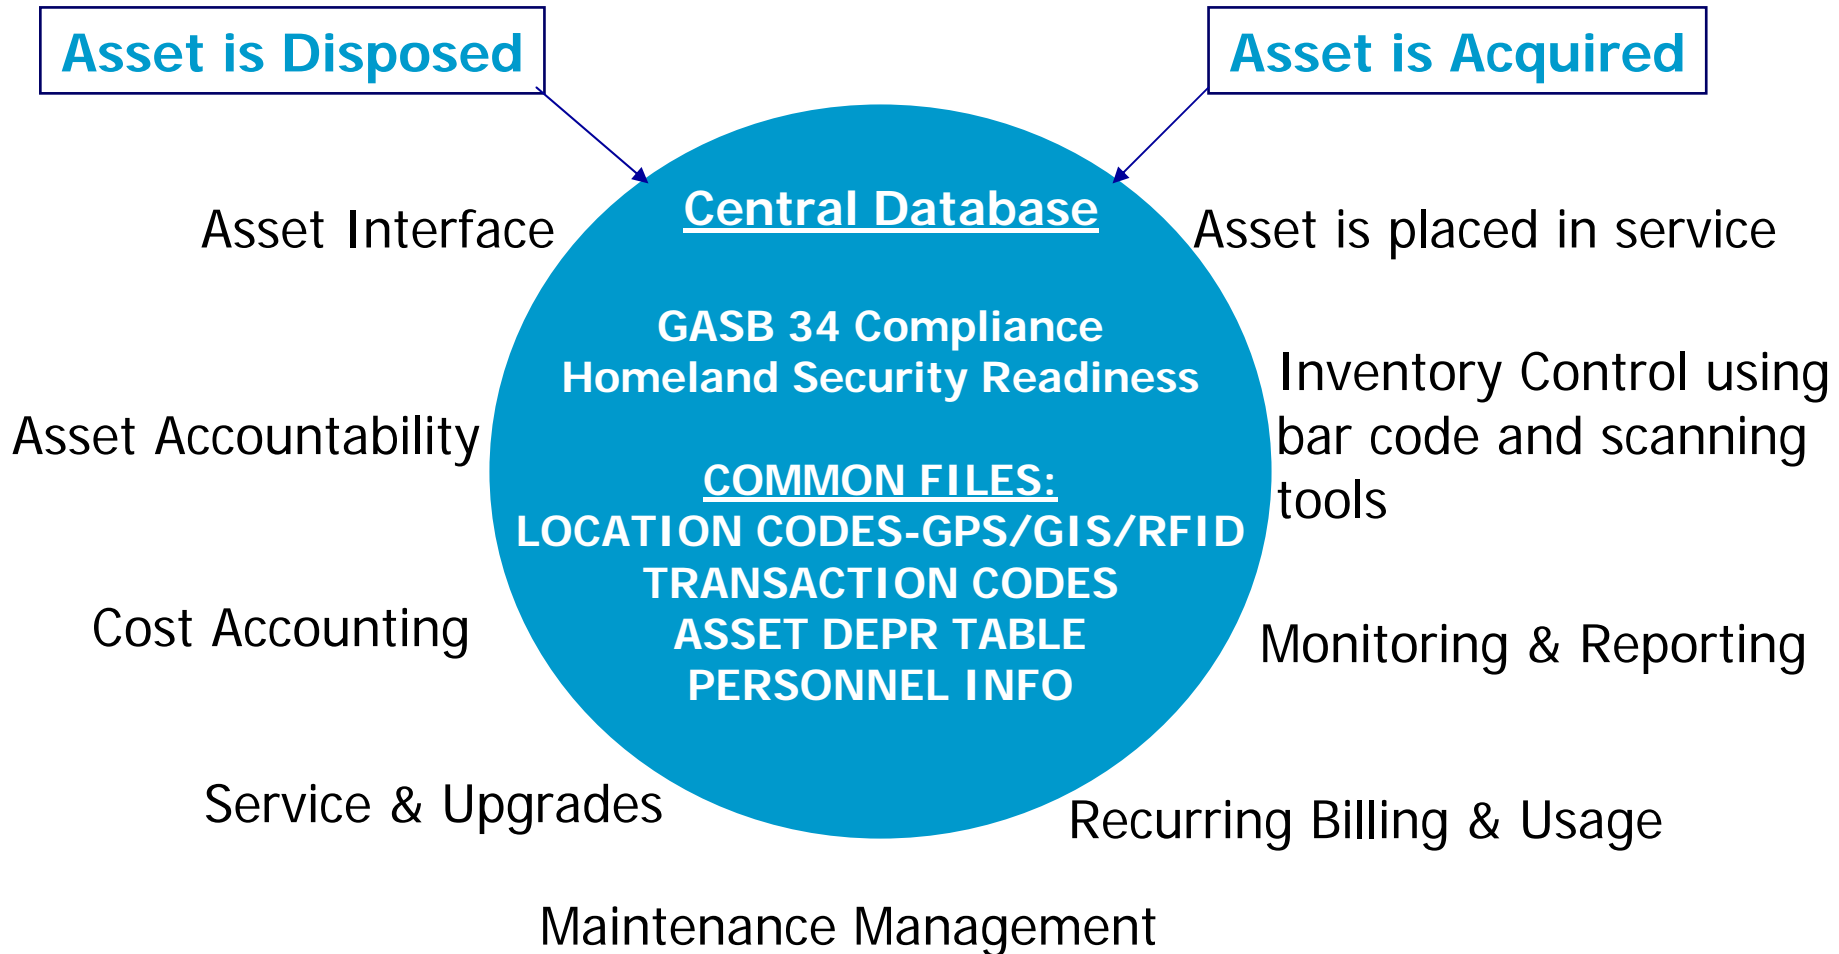 Asset is Disposed
Asset is Acquired
Central Database
Asset Interface
Asset is placed in service
GASB 34 Compliance
Homeland Security Readiness
Inventory Control using
bar code and scanning
tools
Asset Accountability
COMMON FILES:
LOCATION CODES-GPS/GIS/RFID
TRANSACTION CODES
ASSET DEPR TABLE
PERSONNEL INFO
Cost Accounting
Monitoring & Reporting
Service & Upgrades
Recurring Billing & Usage
Maintenance Management